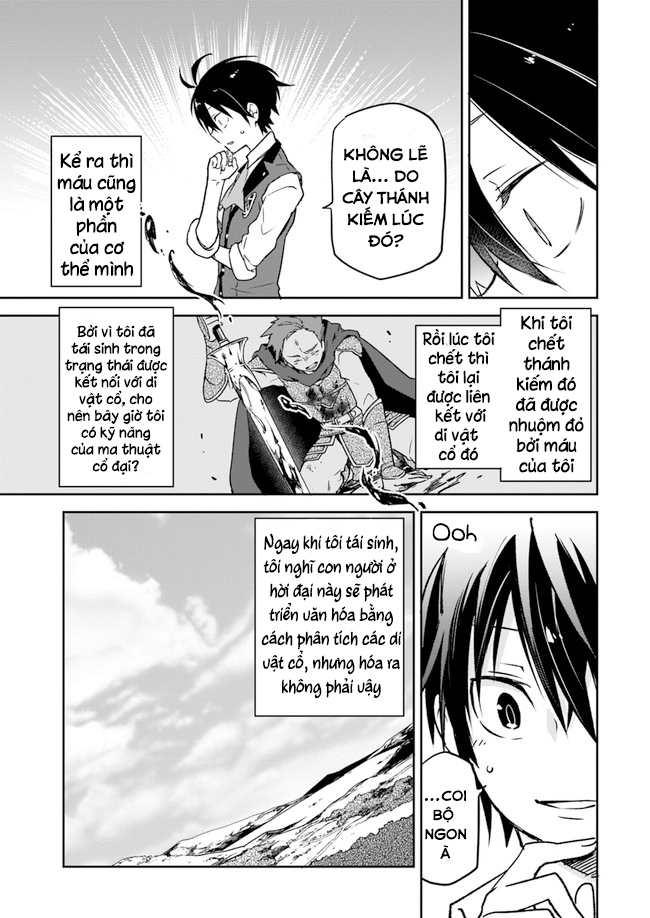 KHÔNG LẼ
LÀ... DO
CÂY THÁNH
KIẾM LÚC
ĐÓ?
Kể ra thì
máu cũng
là một
phần
của cơ
thể mình
Khi tôi
chết
thánh
kiếm đó
đã được
nhuộm đỏ
bởi máu
của tôi
Rồi lúc tôi
chết thì
tôi lại
được liên
kết với
di vật
cổ đó
Bởi vì tôi đã
tái sinh trong
trạng thái được
kết nối với di
vật cổ, cho
nên bây giờ tôi
có kỹ năng
của ma thuật
cổ đại?
Ooh
...COI
BỘ
NGON
À
Ngay khi tôi tái sinh,
tôi nghĩ con người ở
hời đại này sẽ phát
triển văn hóa bằng
cách phân tích các di
vật cổ, nhưng hóa ra
không phải vậy